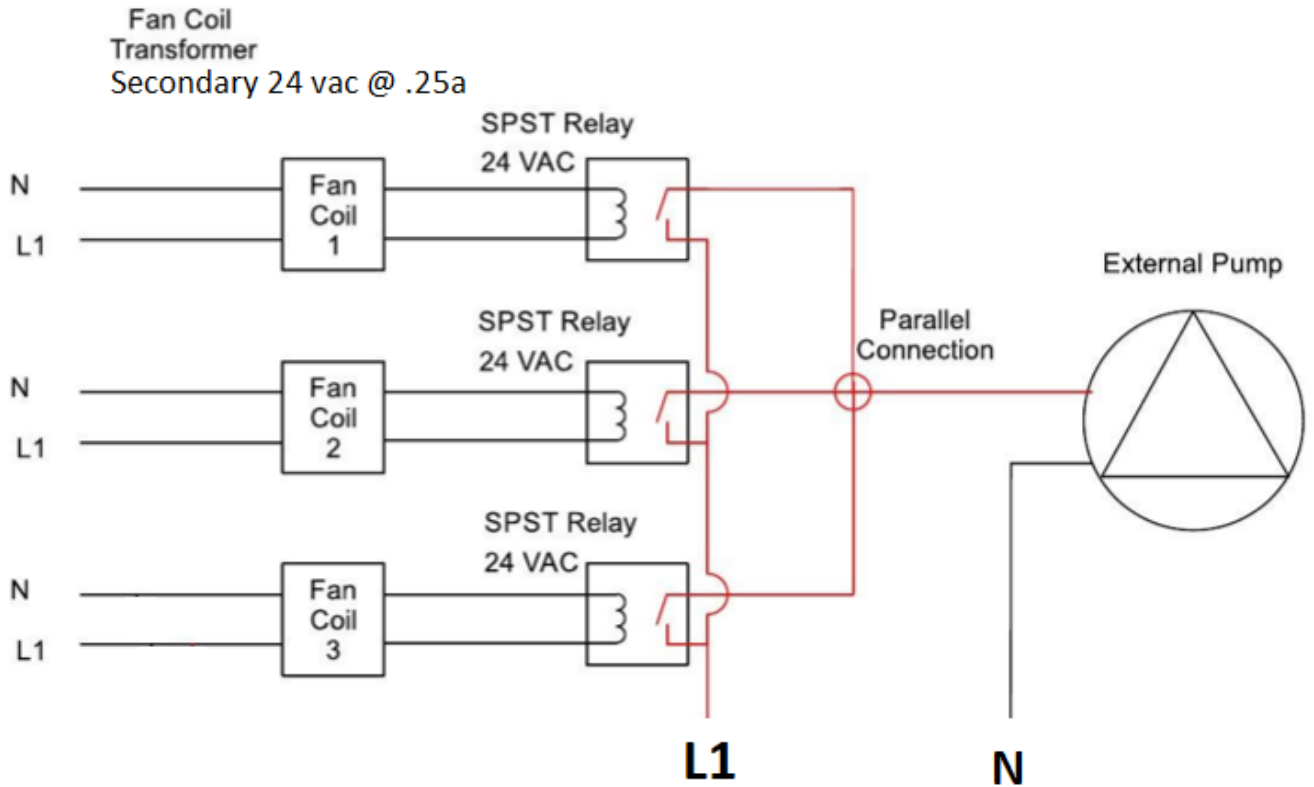 Fan Coil
Transformer
Secondary 24 vac @ .25a
SPST Relay
24 VAC
N
L1
Fan
Coil
1
External Pump
SPST Relay
24 VAC
Parallel
Connection
N
L1
Fan
Coil
2
SPST Relay
24 VAC
N
L1
Fan
Coil
3
L1
N